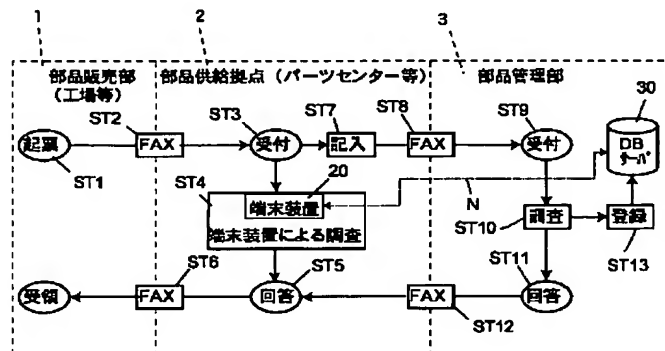 1
2
3
部品販売部
(工場等)
部品供給拠点(パーツセンター等)
部品管理部
ST2
ST3
ST7
ST8
ST9
30
起票
FAX
受付
記入
FAX
受付
DB
サーバ
ST1
ST4
20
端末装置
端末装置による調査
N
ST10
調査
登録
ST6
ST5
ST11
ST13
受領
FAX
回答
FAX
回答
ST12